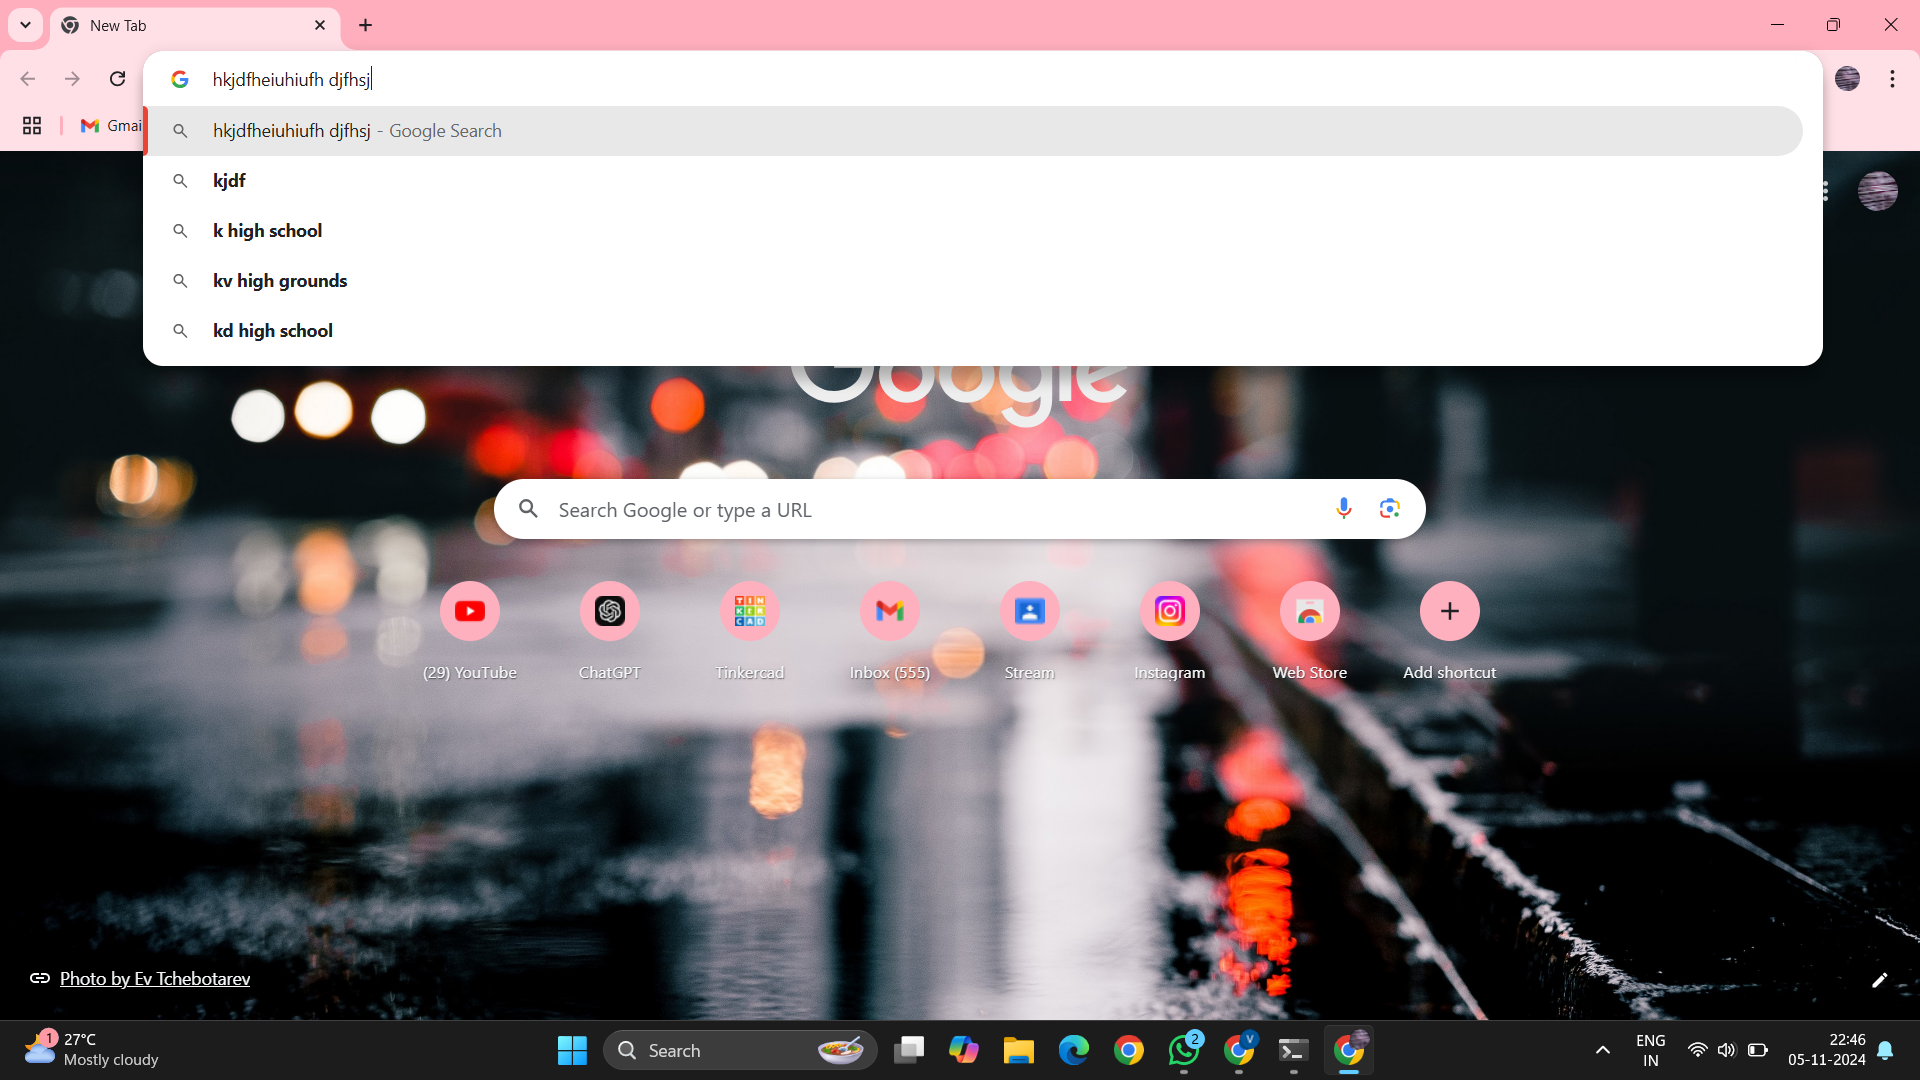 New Tab
hkjdfheiuhiufh djfhsj
Gmai
hkjdfheiuhiufh djfhsj - Google Search
kjdf
k high school
kv high grounds
kd high school
Google
Search Google or type a URL
TINKERCAD
(29) YouTube
ChatGPT
Tinkercad
Inbox (555)
Stream
Instagram
Web Store
Add shortcut
Photo by Ev Tchebotarev
1
27°C
Mostly cloudy
Search
2
V
ENG
IN
22:46
05-11-2024